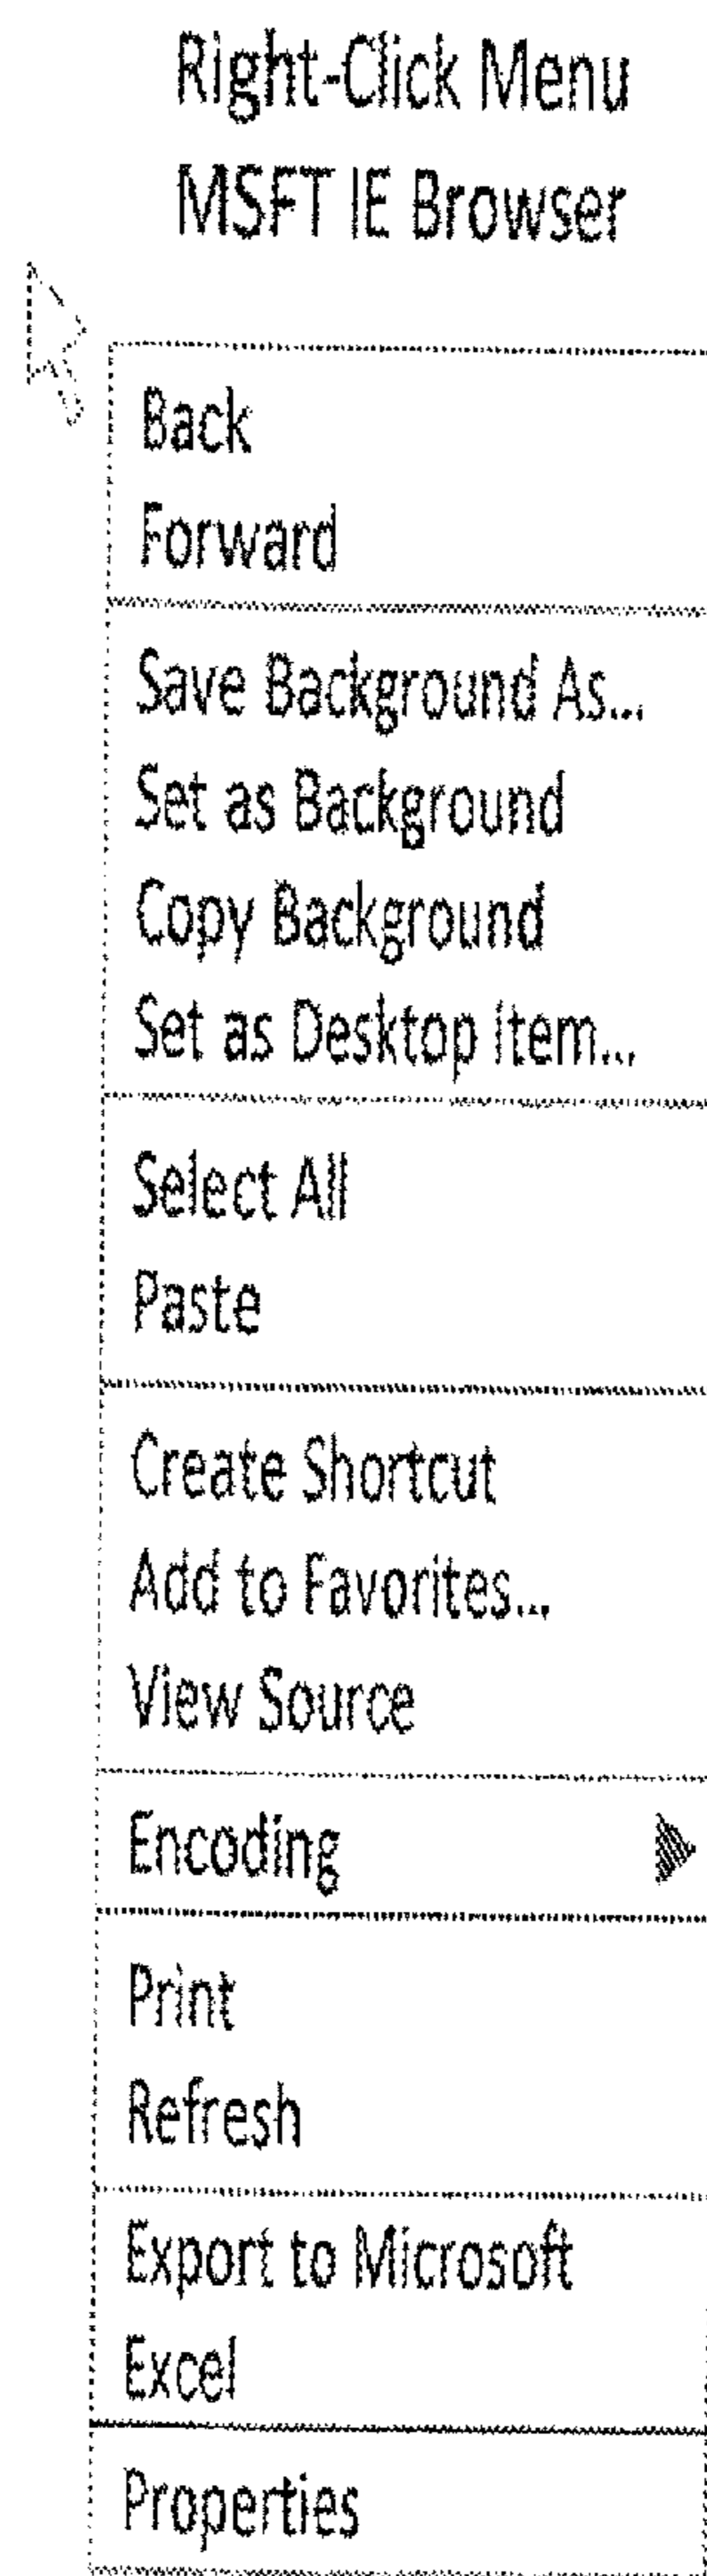 Right-Click Menu
MSFT IE Browser
Back
Forward
Save Background As...
Set as Background
Copy Background
Set as Desktop Item...
Select All
Paste
Create Shortcut
Add to Favorites...
View Source
Encoding
Print
Refresh
Export to Microsoft
Excel
Properties